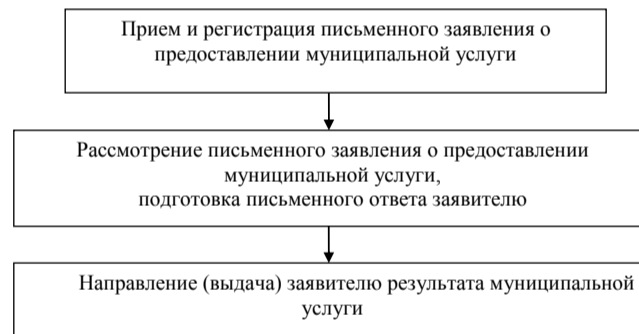 Прием и регистрация письменного заявления о
предоставлении муниципальной услуги
Рассмотрение письменного заявления о предоставлении
муниципальной услуги,
подготовка письменного ответа заявителю
Направление (выдача) заявителю результата муниципальной
услуги